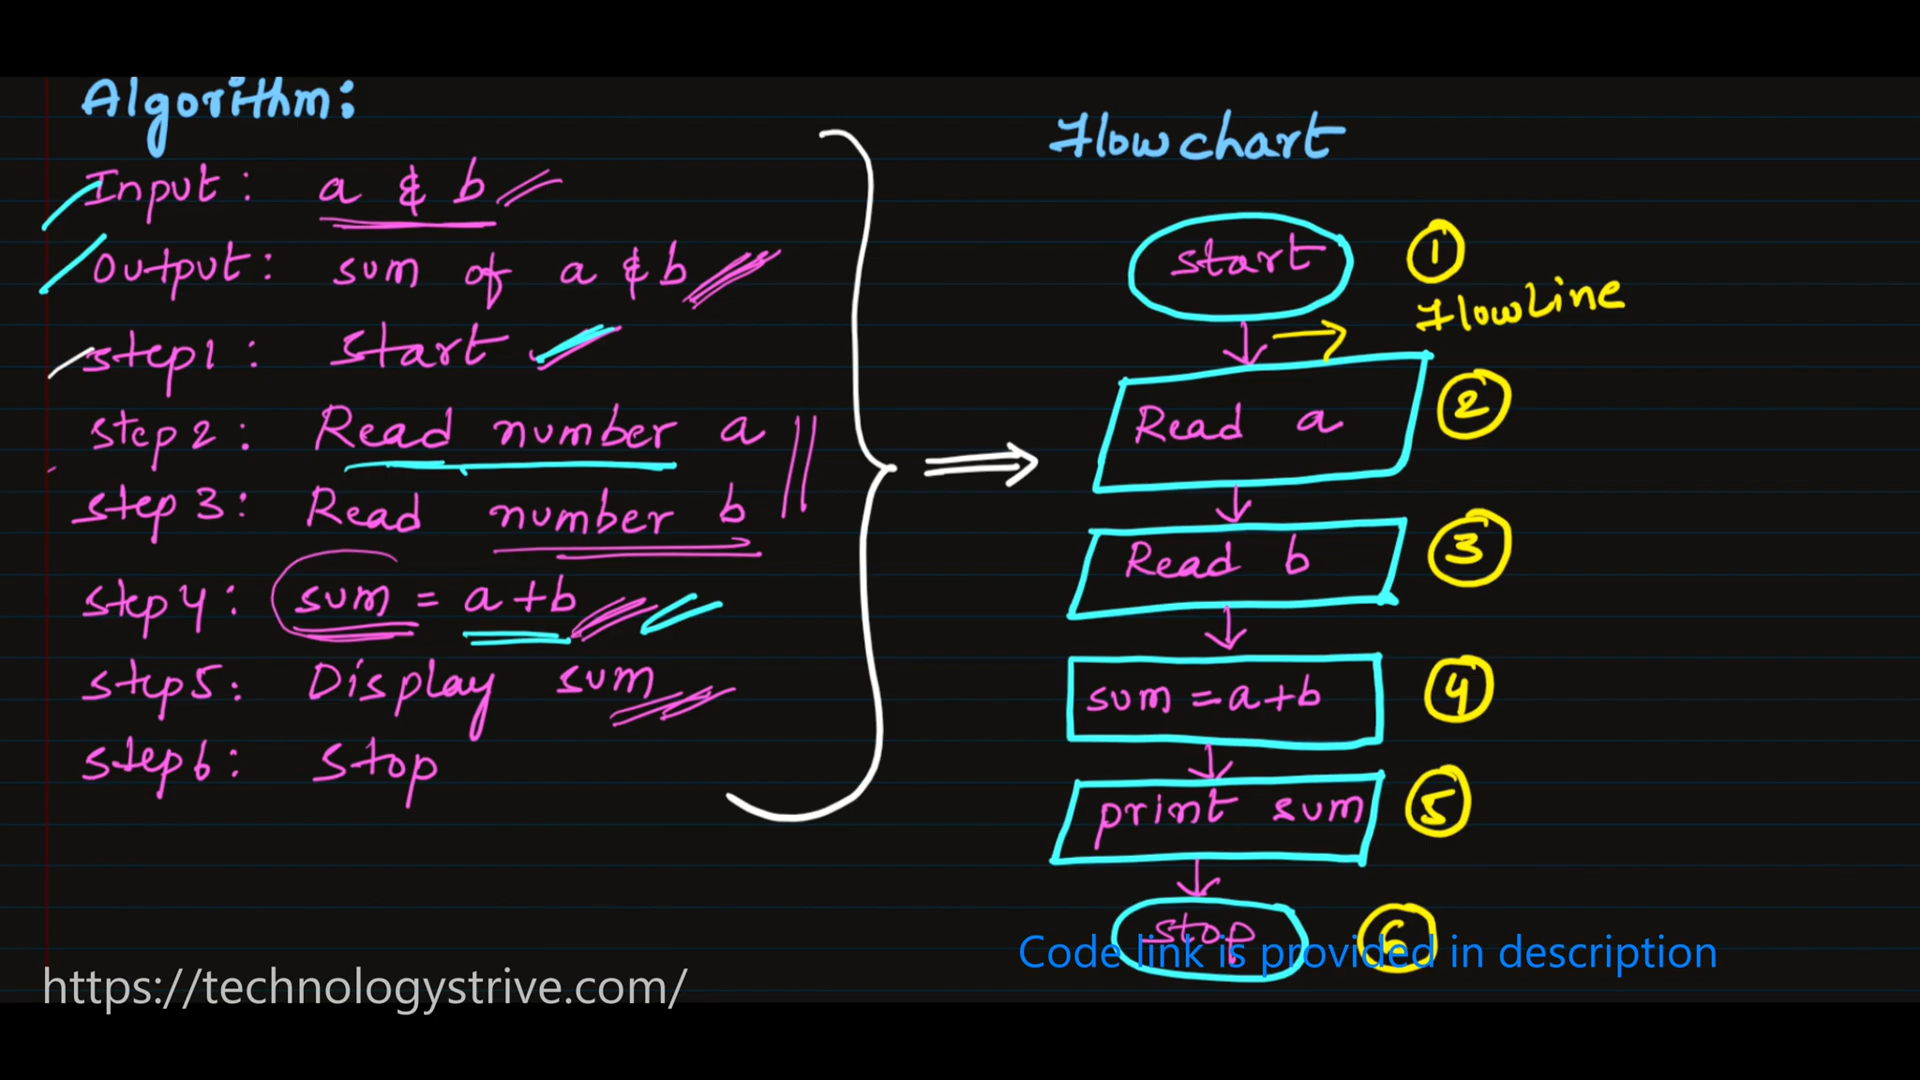 Algorithm:
Input: a & b
Output: sum of a & b
step1: Start
step2: Read number a
step3: Read number b
step4: sum = a+b
step5: Display sum
step6: stop
Flowchart
start
1
Flowline
Read a
2
Read b
3
sum = a+b
4
print sum
5
stop
6
Code link is provided in description
https://technologystrive.com/